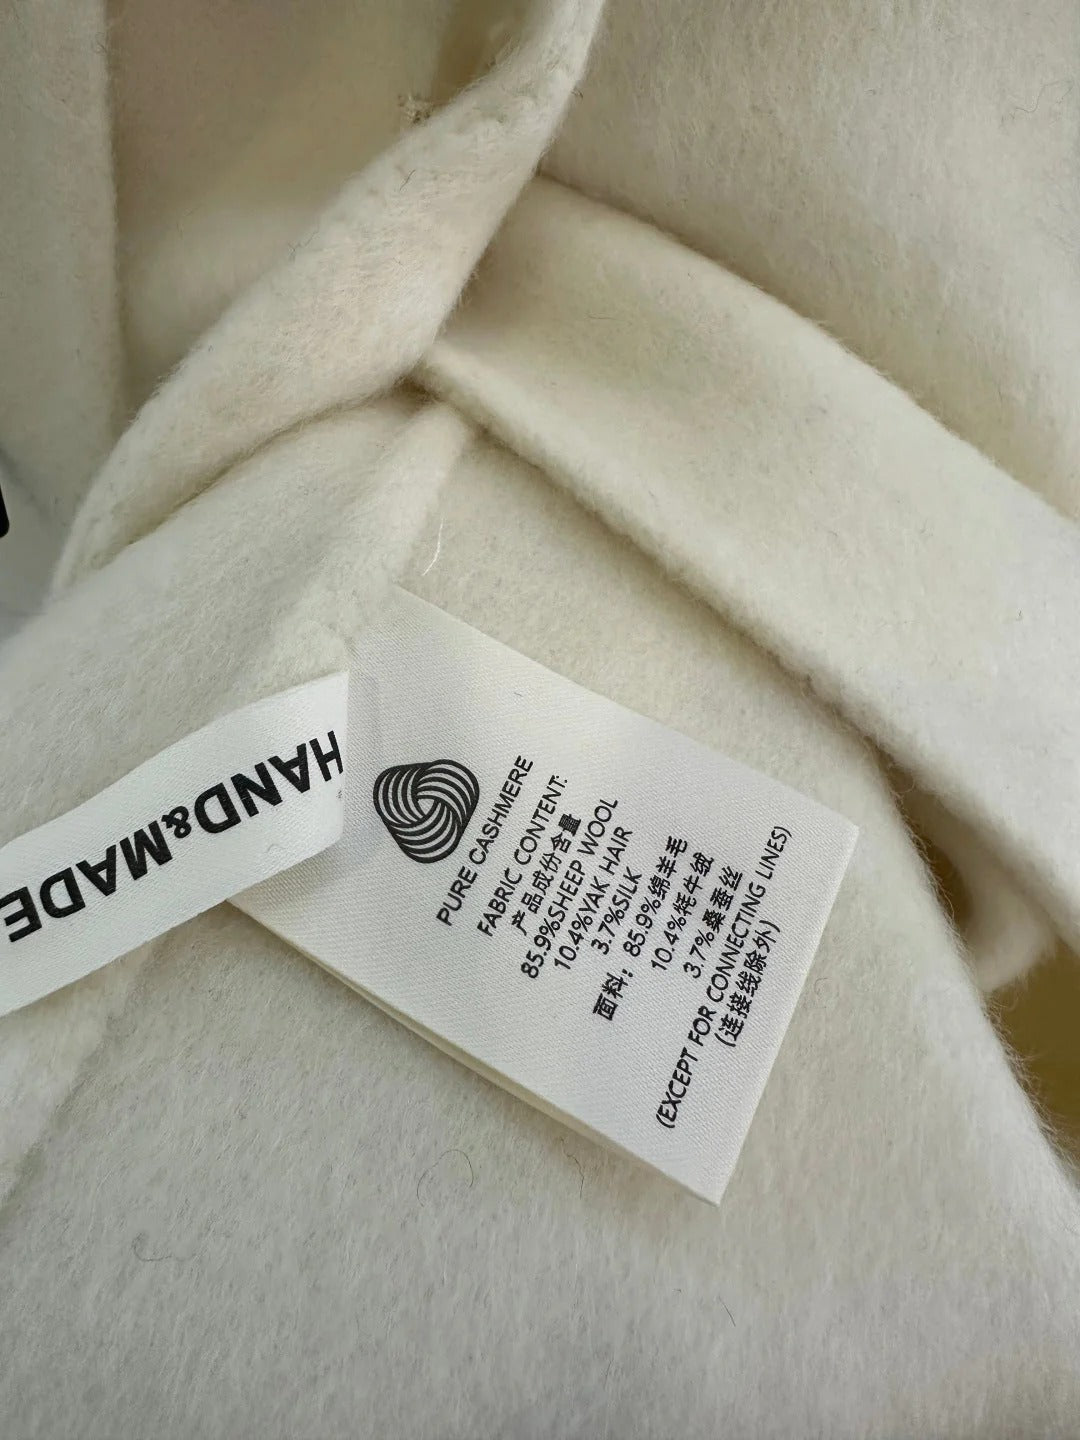 HAND&MADE
PURE CASHMERE
FABRIC CONTENT:
产品成份含量
85.9%SHEEP WOOL
10.4%YAK HAIR
3.7%SILK
面料：85.9%绵羊毛
10.4%牦牛绒
3.7%桑蚕丝
(EXCEPT FOR CONNECTING LINES)
(连接线除外)